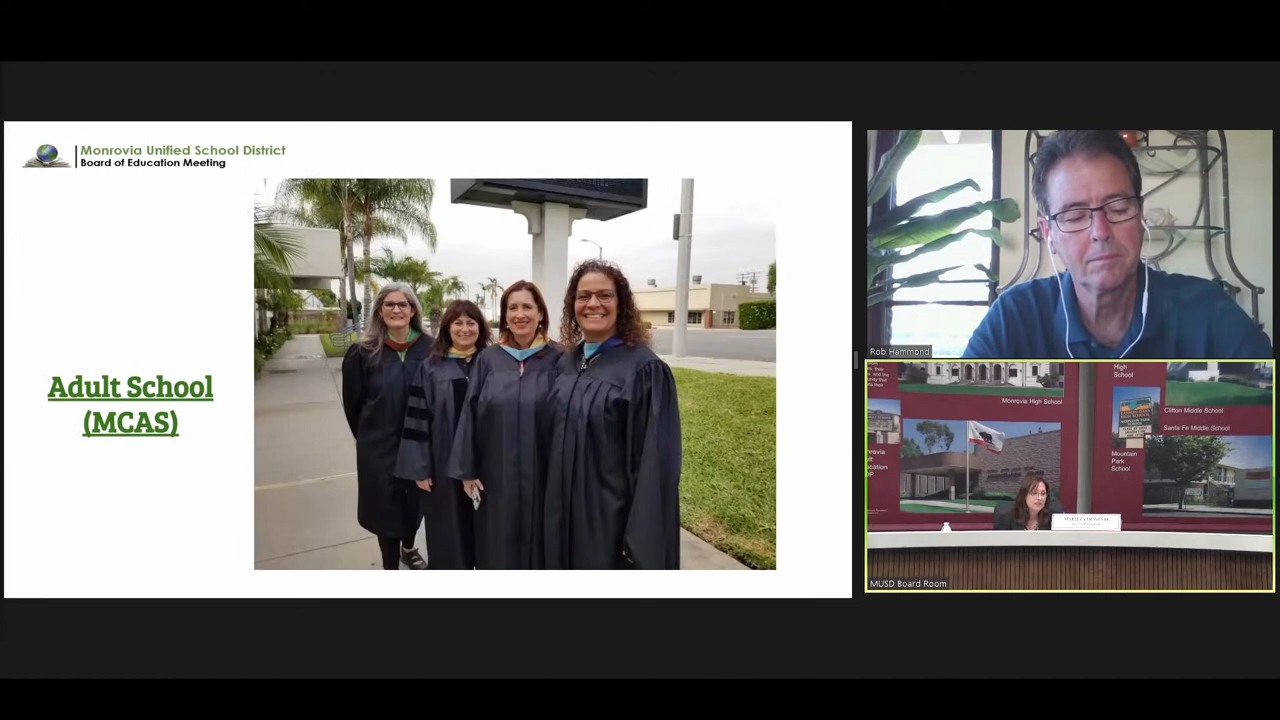 Monrovia Unified School District
Board of Education Meeting
Adult School
(MCAS)
Rob Hammond
Monrovia High School
High
School
Clifton Middle School
Santa Fe Middle School
Mountain
Park
School
MUSD Board Room